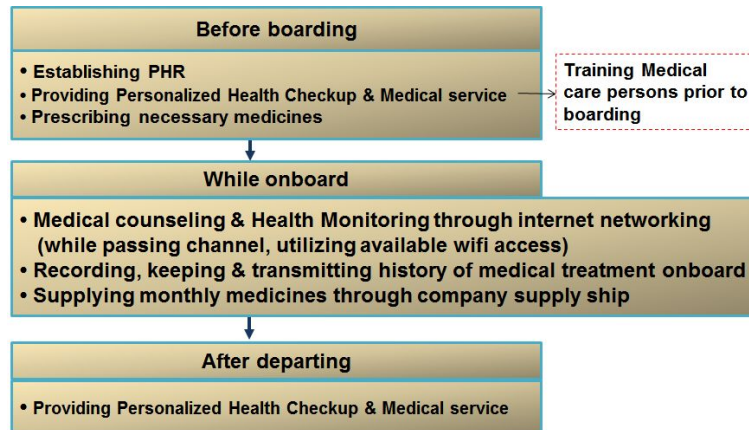 Before boarding
• Establishing PHR
• Providing Personalized Health Checkup & Medical service
• Prescribing necessary medicines
Training Medical
care persons prior to
boarding
While onboard
• Medical counseling & Health Monitoring through internet networking
(while passing channel, utilizing available wifi access)
• Recording, keeping & transmitting history of medical treatment onboard
• Supplying monthly medicines through company supply ship
After departing
• Providing Personalized Health Checkup & Medical service